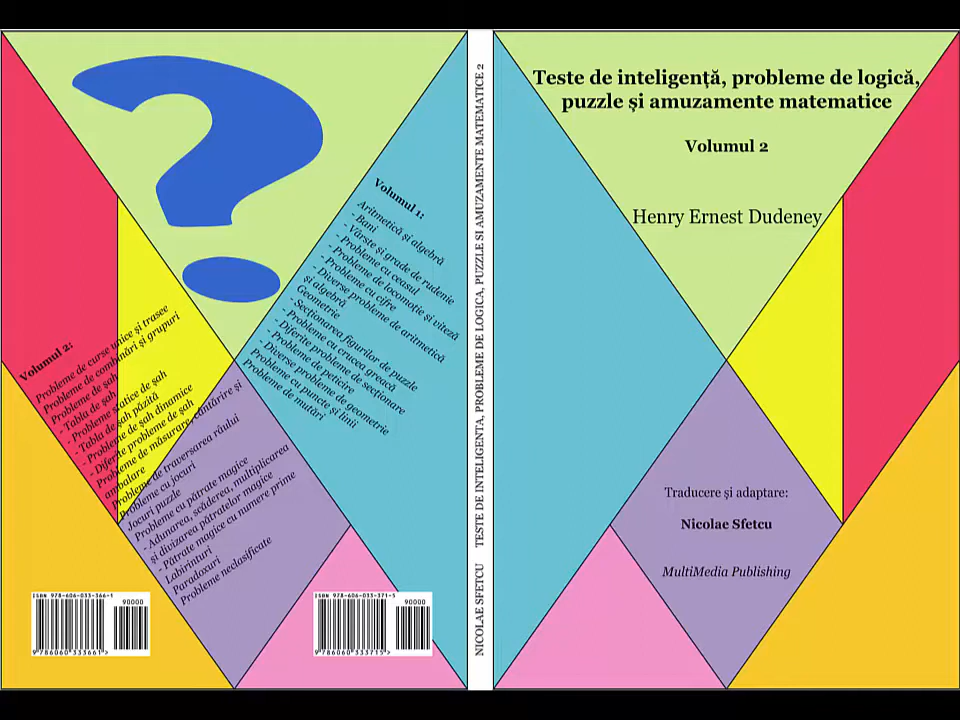 Volumul 1:
Aritmetică și algebră
- Bani
- Vârste și grade de rudenie
- Probleme cu ceasul
- Probleme de locomoție si viteză
- Probleme cu cifre
- Diverse probleme de aritmetică
și algebră
Geometrie
- Secționarea figurilor de puzzle
- Probleme cu crucea greacă
- Diferite probleme de secționare
- Probleme de peticire
- Diverse probleme de geometrie
Probleme cu puncte și linii
Probleme de mutări
Volumul 2:
Probleme de curse unice și trasee
Probleme de combinări și grupuri
Probleme de șah
- Tabla de șah
- Probleme statice de șah
- Tabla de șah păzită
- Probleme de șah dinamice
- Diferite probleme de șah
Probleme de măsurare, cântărire și
ambalare
Probleme de traversarea râului
Probleme cu jocuri
Jocuri puzzle
Probleme cu pătrate magice
- Adunarea, scăderea, multiplicarea
și divizarea pătratelor magice
- Pătrate magice cu numere prime
Labirinturi
Paradoxuri
Probleme neclasificate
ISBN 978-606-033-366-1
90000
9 786060 333661 >
ISBN 978-606-033-371-5
90000
9 786060 333715 >
NICOLAE SFETCU TESTE DE INTELIGENTA, PROBLEME DE LOGICA, PUZZLE SI AMUZAMENTE MATEMATICE 2
Teste de inteligență, probleme de logică,
puzzle și amuzamente matematice
Volumul 2
Henry Ernest Dudeney
Traducere și adaptare:
Nicolae Sfetcu
MultiMedia Publishing